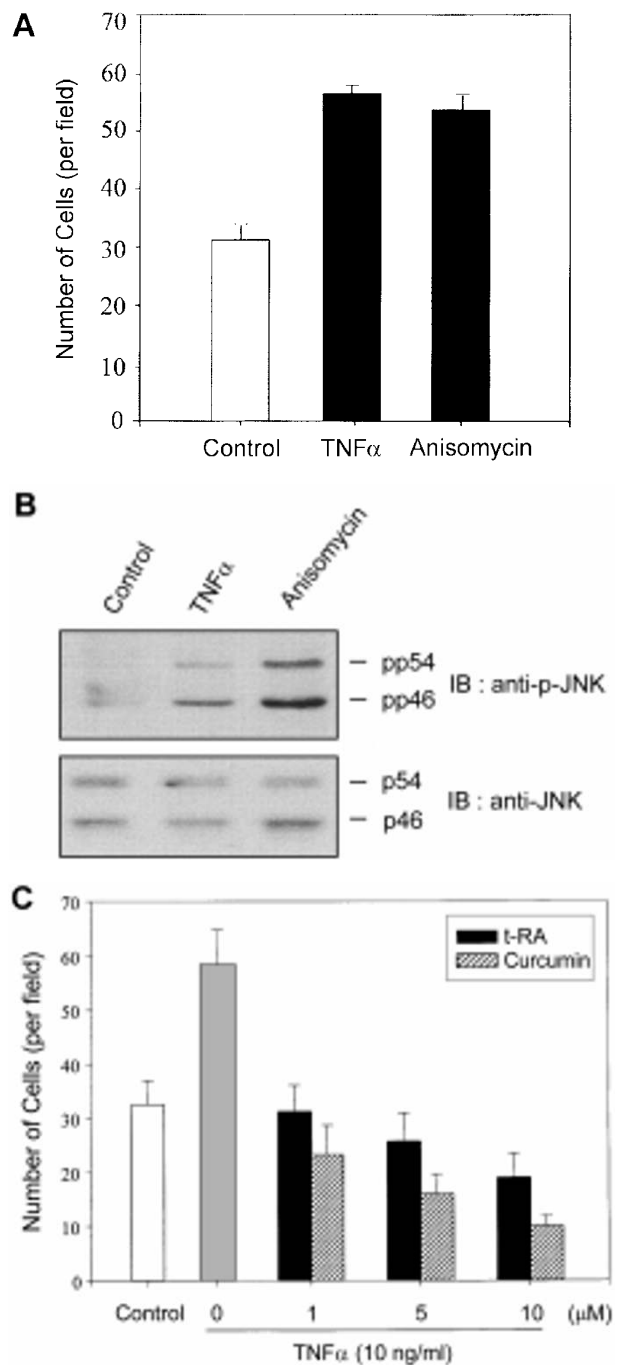 A
Number of Cells (per field)
70
60
50
40
30
20
10
0
Control TNFα Anisomycin
B
Control TNFα Anisomycin
pp54
pp46
IB : anti-p-JNK
p54
p46
IB : anti-JNK
C
Number of Cells (per field)
70
60
50
40
30
20
10
0
t-RA
Curcumin
Control 0 1 5 10 (μM)
TNFα (10 ng/ml)